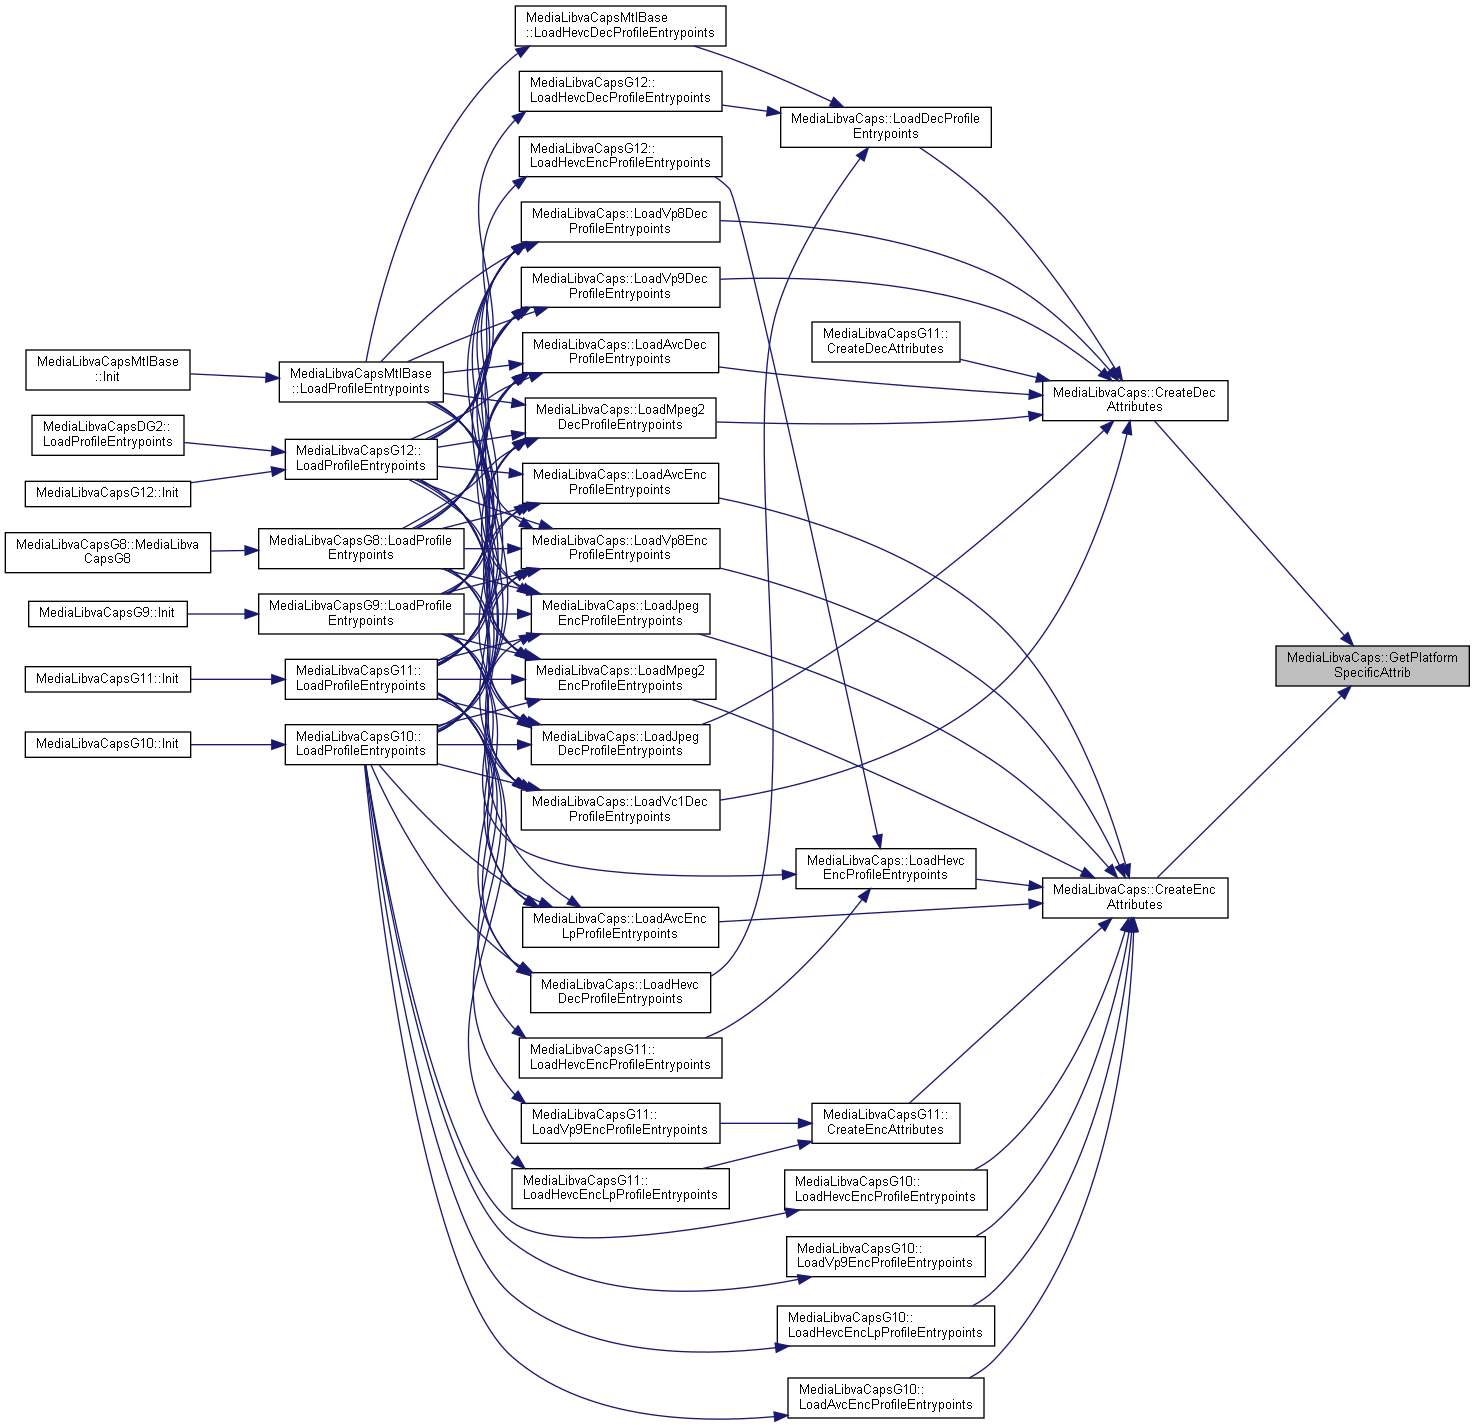 MediaLibvaCapsMtlBase
::LoadHevcDecProfileEntrypoints
MediaLibvaCapsG12::
LoadHevcDecProfileEntrypoints
MediaLibvaCaps::LoadDecProfile
Entrypoints
MediaLibvaCapsG12::
LoadHevcEncProfileEntrypoints
MediaLibvaCaps::LoadVp8Dec
ProfileEntrypoints
MediaLibvaCaps::LoadVp9Dec
ProfileEntrypoints
MediaLibvaCapsG11::
CreateDecAttributes
MediaLibvaCaps::LoadAvcDec
ProfileEntrypoints
MediaLibvaCapsMtlBase
::Init
MediaLibvaCapsMtlBase
::LoadProfileEntrypoints
MediaLibvaCaps::CreateDec
Attributes
MediaLibvaCaps::LoadMpeg2
DecProfileEntrypoints
MediaLibvaCapsDG2::
LoadProfileEntrypoints
MediaLibvaCapsG12::
LoadProfileEntrypoints
MediaLibvaCaps::LoadAvcEnc
ProfileEntrypoints
MediaLibvaCapsG12::Init
MediaLibvaCapsG8::MediaLibva
CapsG8
MediaLibvaCapsG8::LoadProfile
Entrypoints
MediaLibvaCaps::LoadVp8Enc
ProfileEntrypoints
MediaLibvaCapsG9::Init
MediaLibvaCapsG9::LoadProfile
Entrypoints
MediaLibvaCaps::LoadJpeg
EncProfileEntrypoints
MediaLibvaCapsG11::Init
MediaLibvaCapsG11::
LoadProfileEntrypoints
MediaLibvaCaps::LoadMpeg2
EncProfileEntrypoints
MediaLibvaCaps::GetPlatform
SpecificAttrib
MediaLibvaCapsG10::Init
MediaLibvaCapsG10::
LoadProfileEntrypoints
MediaLibvaCaps::LoadJpeg
DecProfileEntrypoints
MediaLibvaCaps::LoadVc1Dec
ProfileEntrypoints
MediaLibvaCaps::LoadHevc
EncProfileEntrypoints
MediaLibvaCaps::CreateEnc
Attributes
MediaLibvaCaps::LoadAvcEnc
LpProfileEntrypoints
MediaLibvaCaps::LoadHevc
DecProfileEntrypoints
MediaLibvaCapsG11::
LoadHevcEncProfileEntrypoints
MediaLibvaCapsG11::
LoadVp9EncProfileEntrypoints
MediaLibvaCapsG11::
CreateEncAttributes
MediaLibvaCapsG11::
LoadHevcEncLpProfileEntrypoints
MediaLibvaCapsG10::
LoadHevcEncProfileEntrypoints
MediaLibvaCapsG10::
LoadVp9EncProfileEntrypoints
MediaLibvaCapsG10::
LoadHevcEncLpProfileEntrypoints
MediaLibvaCapsG10::
LoadAvcEncProfileEntrypoints